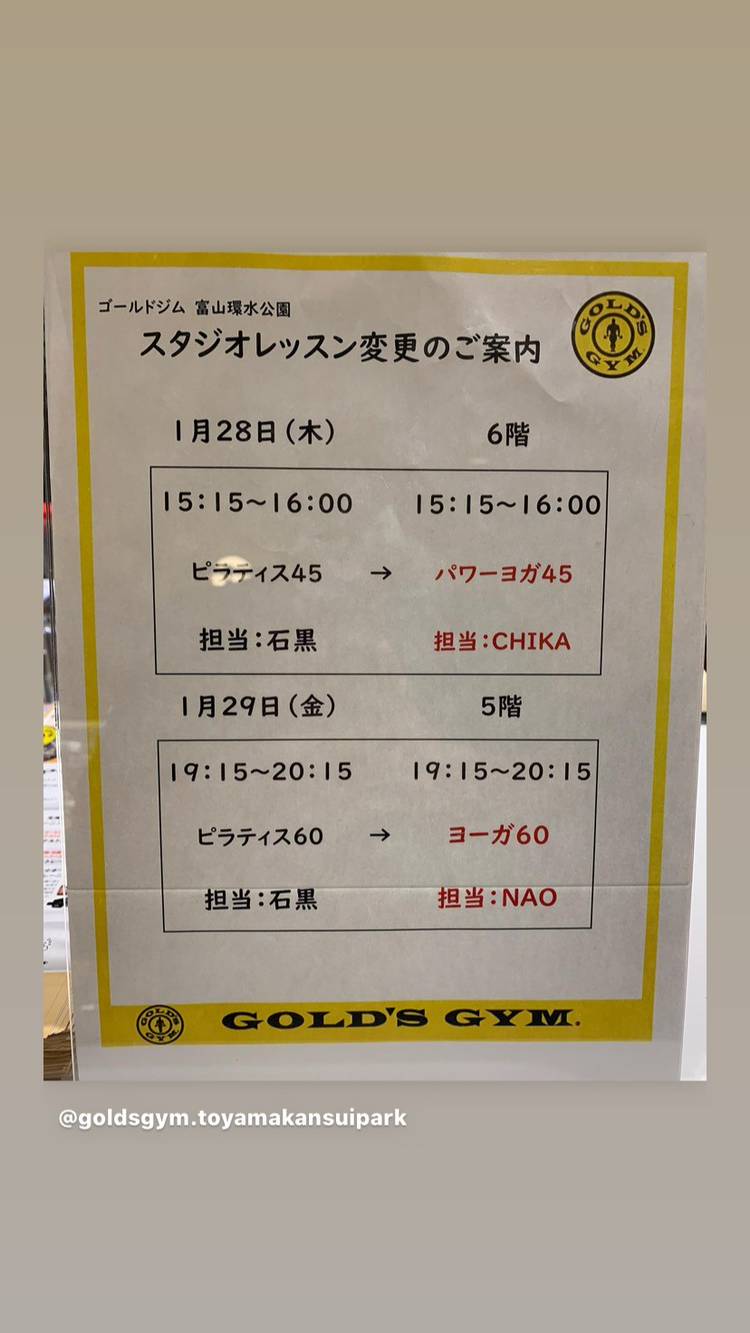 ゴールドジム 富山環水公園
スタジオレッスン変更のご案内
GOLD'S GYM
1月28日(木) 6階
15:15~16:00 15:15~16:00
ピラティス45 → パワーヨガ45
担当:石黒 担当:CHIKA
1月29日(金) 5階
19:15~20:15 19:15~20:15
ピラティス60 → ヨーガ60
担当:石黒 担当:NAO
GOLD'S GYM GOLD'S GYM.
@goldsgym.toyamakansuipark